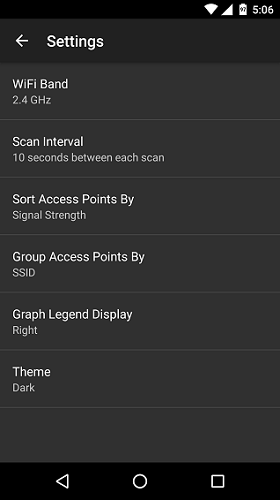 97 5:06
Settings
WiFi Band
2.4 GHz
Scan Interval
10 seconds between each scan
Sort Access Points By
Signal Strength
Group Access Points By
SSID
Graph Legend Display
Right
Theme
Dark